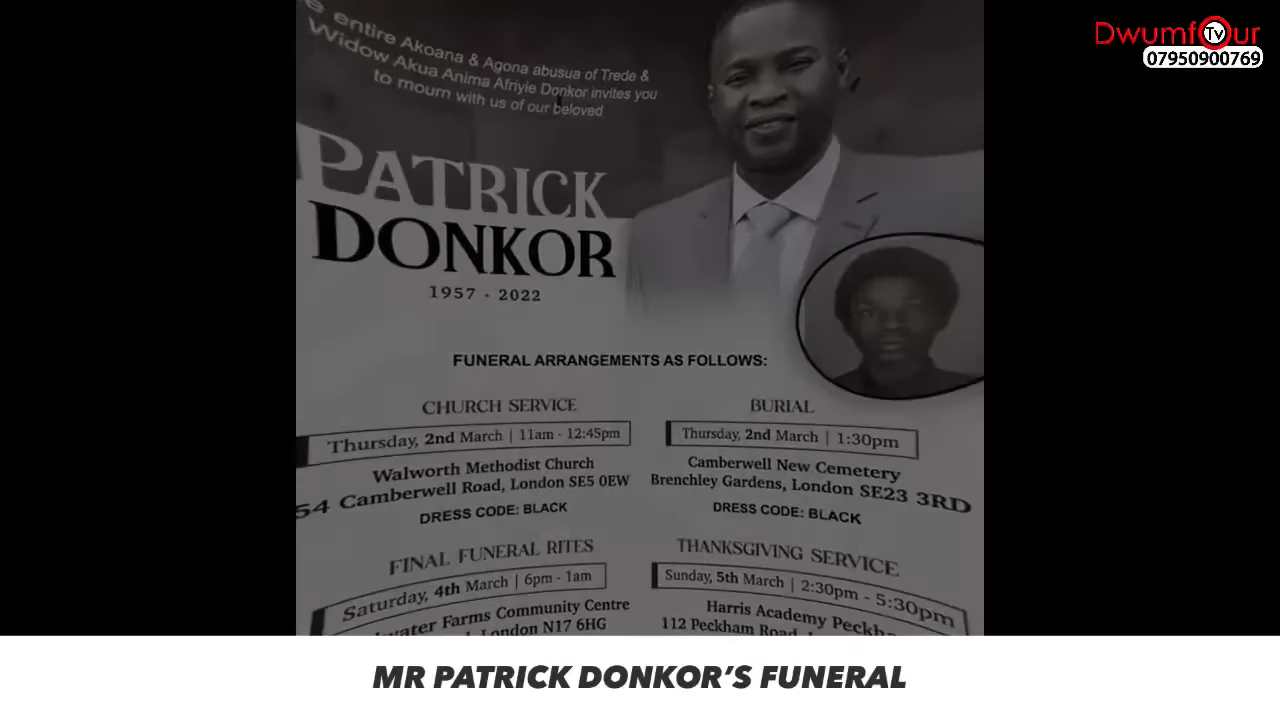 Dwumfour
Tv
07950900769
entire Akoana & Agona abusua of Trede &
Widow Akua Anima Afriyie Donkor invites you
to mourn with us of our beloved
PATRICK
DONKOR
1957 - 2022
FUNERAL ARRANGEMENTS AS FOLLOWS:
CHURCH SERVICE
Thursday, 2nd March | 11am - 12:45pm
Walworth Methodist Church
54 Camberwell Road, London SE5 0EW
DRESS CODE: BLACK
BURIAL
Thursday, 2nd March | 1:30pm
Camberwell New Cemetery
Brenchley Gardens, London SE23 3RD
DRESS CODE: BLACK
FINAL FUNERAL RITES
Saturday, 4th March | 6pm - 1am
Farms Community Centre
London N17 6HG
THANKSGIVING SERVICE
Sunday, 5th March | 2:30pm - 5:30pm
Harris Academy
112 Peckham Road,
MR PATRICK DONKOR'S FUNERAL